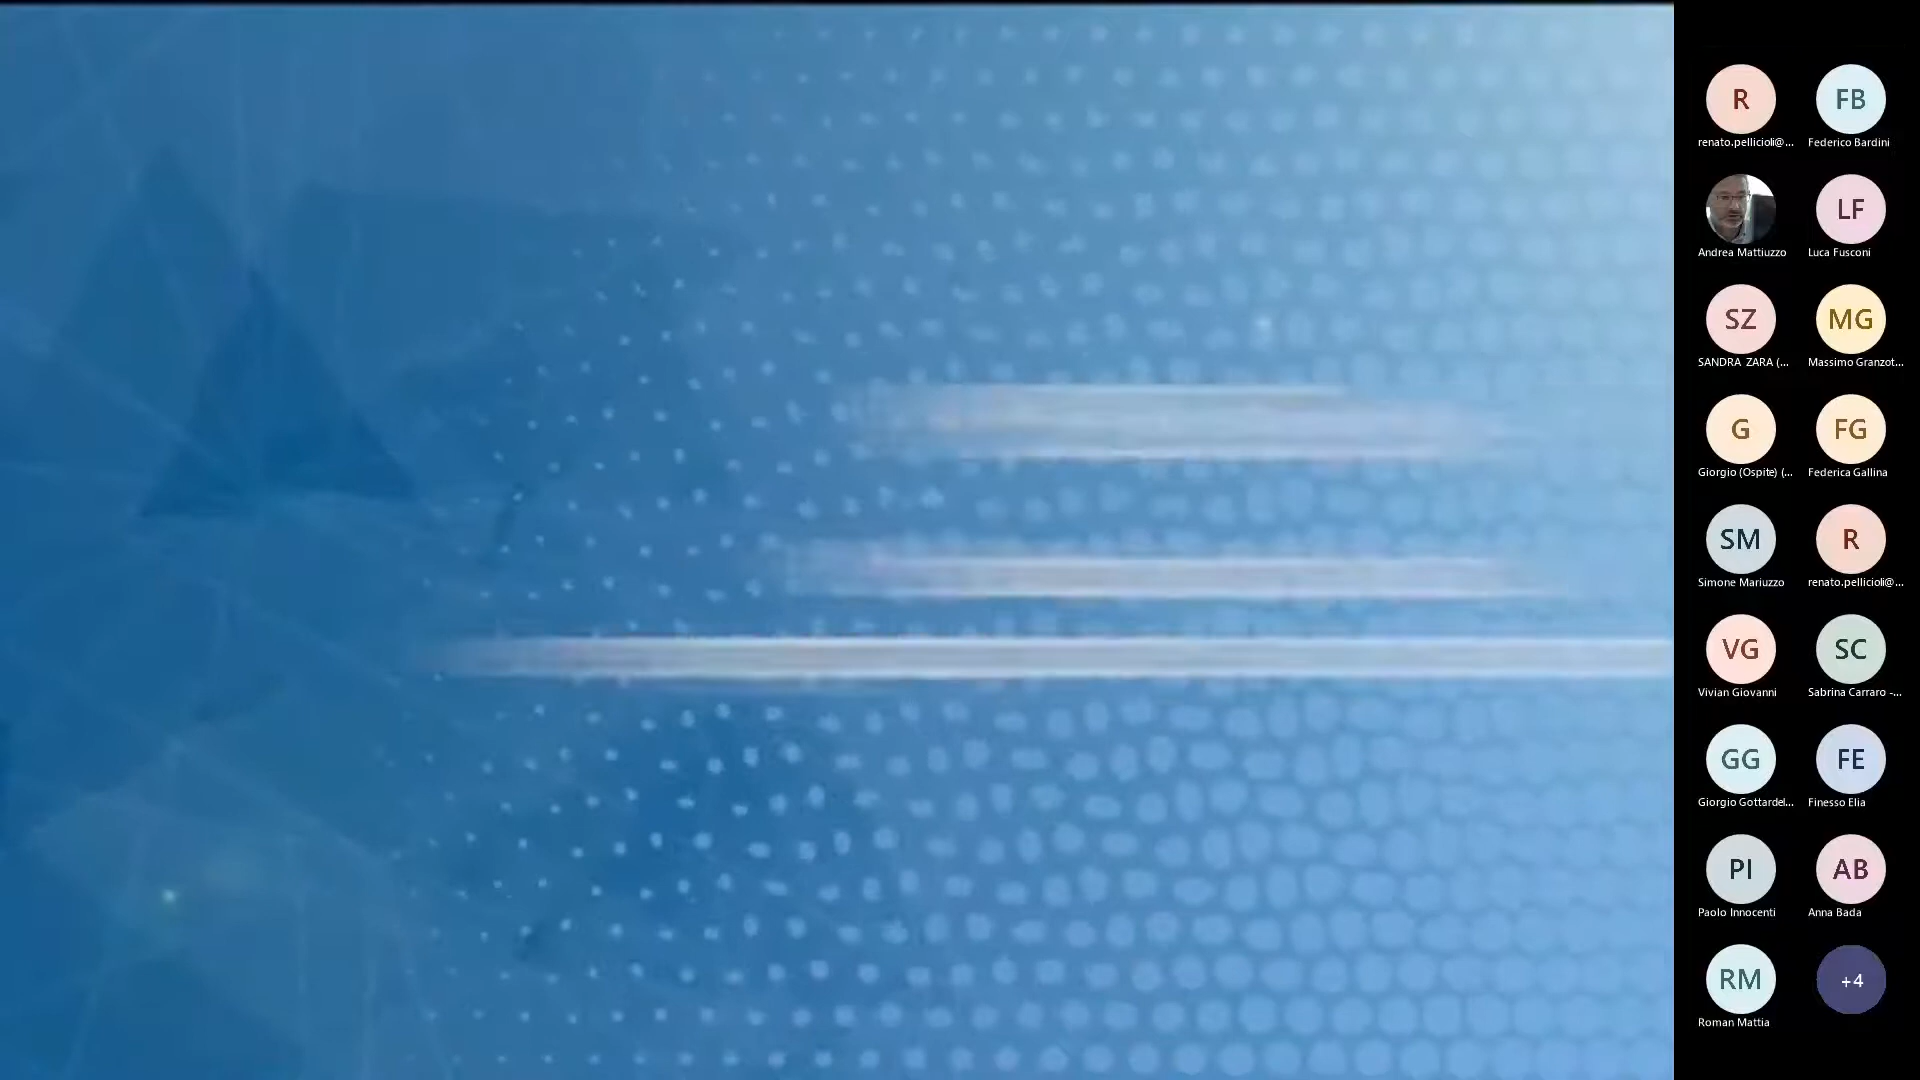 R FB
renato.pellicioli@... Federico Bardini
LF
Andrea Mattiuzzo Luca Fusconi
SZ MG
SANDRA ZARA (... Massimo Granzot...
G FG
Giorgio (Ospite) (... Federica Gallina
SM R
Simone Mariuzzo renato.pellicioli@...
VG SC
Vivian Giovanni Sabrina Carraro -...
GG FE
Giorgio Gottardel... Finesso Elia
PI AB
Paolo Innocenti Anna Bada
RM +4
Roman Mattia